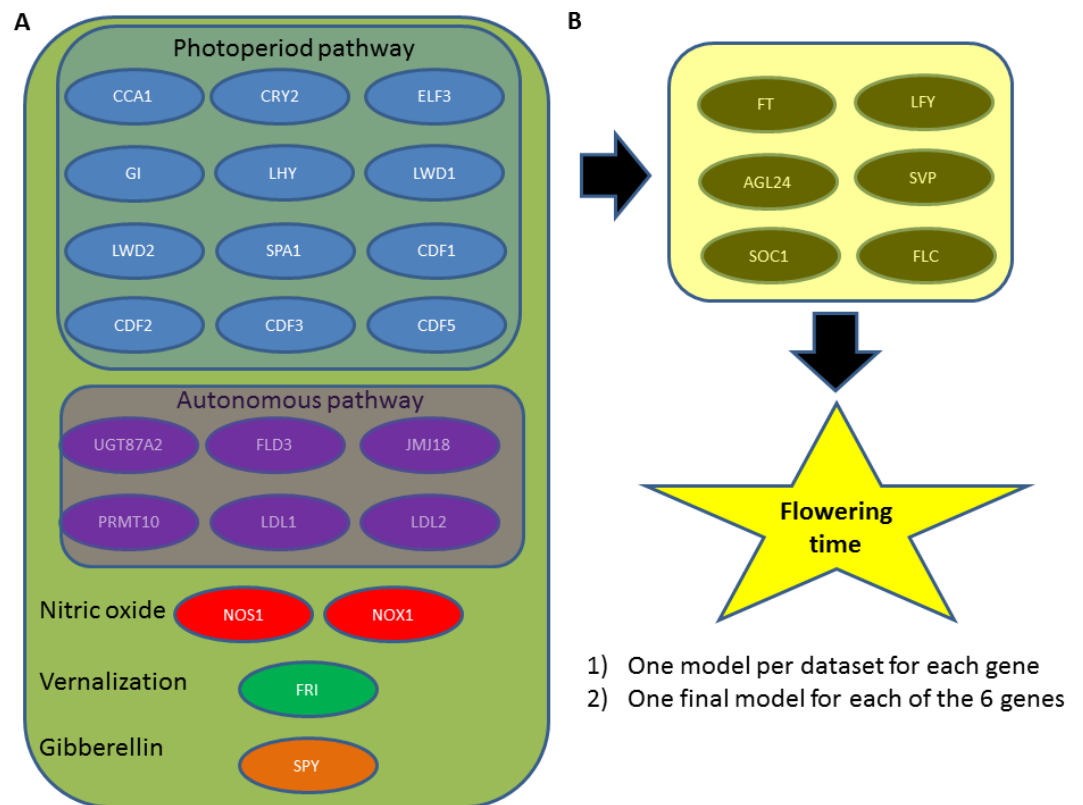 A
Photoperiod pathway
CCA1 CRY2 ELF3
GI LHY LWD1
LWD2 SPA1 CDF1
CDF2 CDF3 CDF5
Autonomous pathway
UGT87A2 FLD3 JMJ18
PRMT10 LDL1 LDL2
Nitric oxide NOS1 NOX1
Vernalization FRI
Gibberellin SPY
B
FT LFY
AGL24 SVP
SOC1 FLC
Flowering
time
1) One model per dataset for each gene
2) One final model for each of the 6 genes